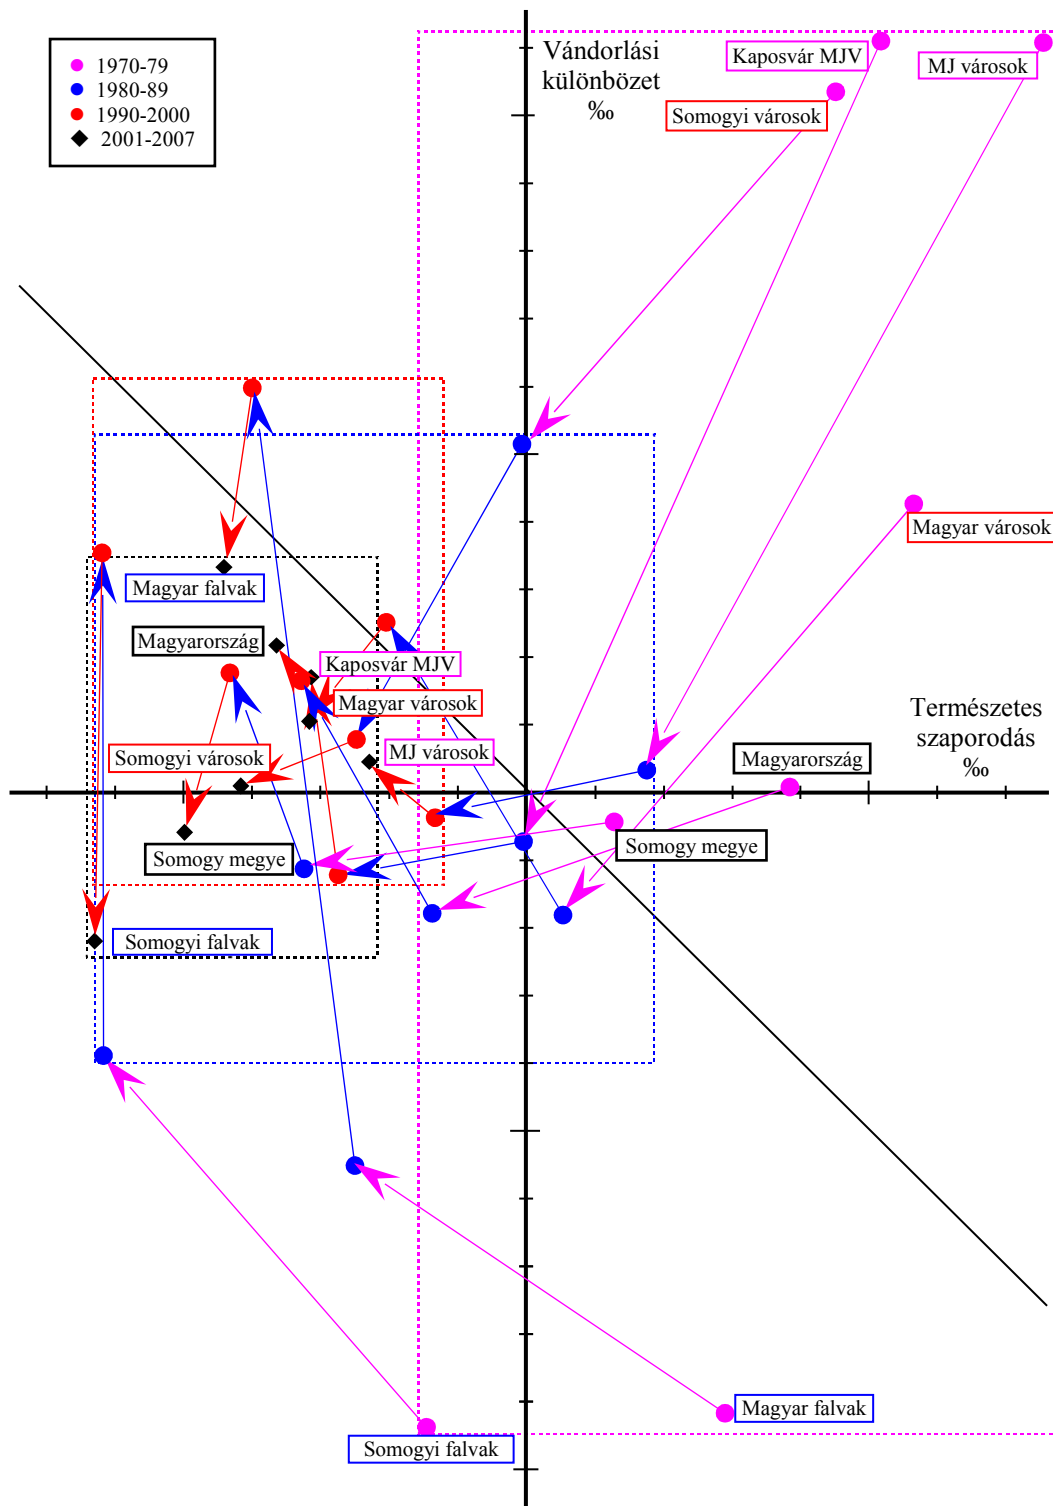 1970-79
1980-89
1990-2000
2001-2007
Vándorlási
különbözet
‰
Kaposvár MJV
MJ városok
Somogyi városok
Magyar városok
Magyar falvak
Magyarország
Kaposvár MJV
Magyar városok
Természetes
szaporodás
‰
Somogyi városok
MJ városok
Magyarország
Somogy megye
Somogy megye
Somogyi falvak
Magyar falvak
Somogyi falvak